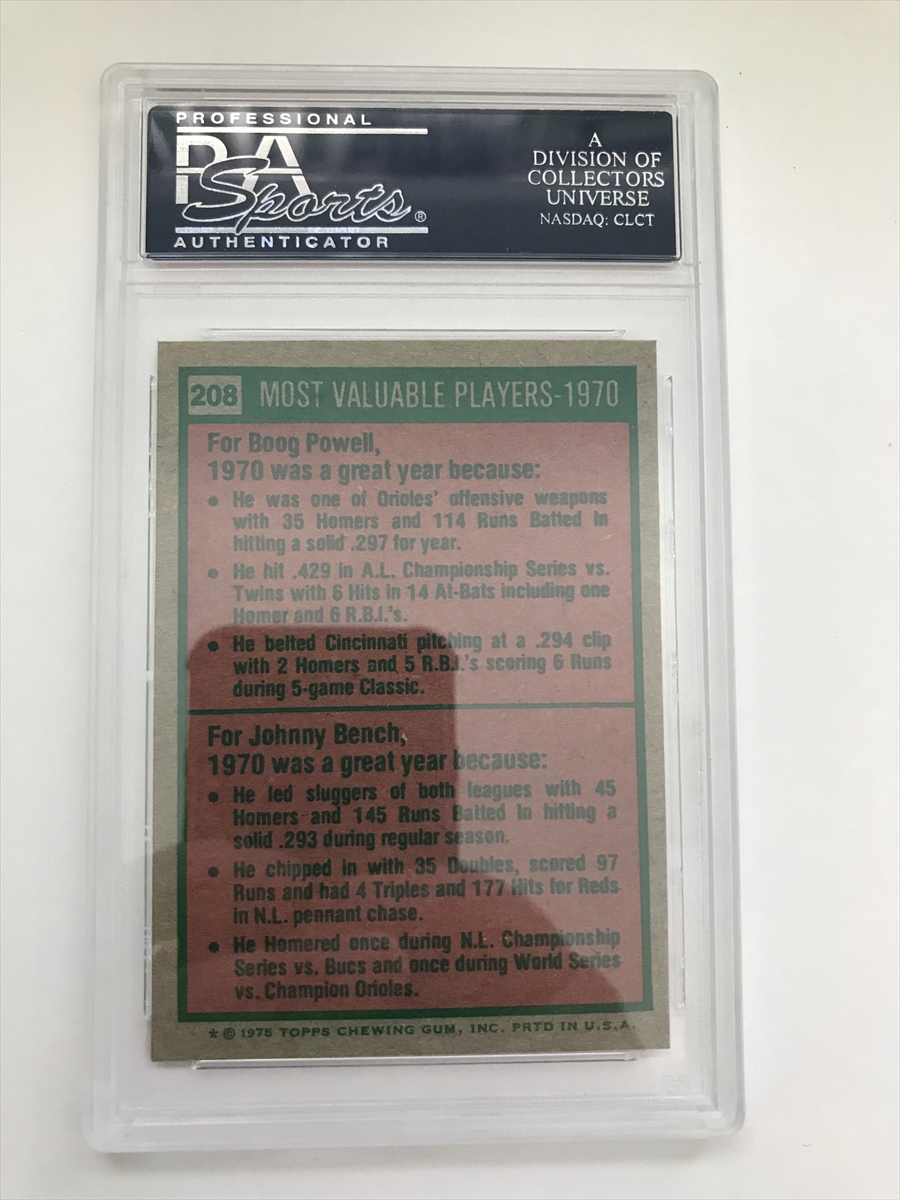 PROFESSIONAL
PSA
Sports®
AUTHENTICATOR
A
DIVISION OF
COLLECTORS
UNIVERSE
NASDAQ: CLCT
208 MOST VALUABLE PLAYERS-1970
For Boog Powell,
1970 was a great year because:
• He was one of Orioles' offensive weapons
with 35 Homers and 114 Runs Batted In
hitting a solid .297 for year.
• He hit .429 in A.L. Championship Series vs.
Twins with 6 Hits in 14 At-Bats including one
Homer and 6 R.B.I.'s.
• He belted Cincinnati pitching at a .294 clip
with 2 Homers and 5 R.B.I.'s scoring 6 Runs
during 5-game Classic.
For Johnny Bench,
1970 was a great year because:
• He led sluggers of both leagues with 45
Homers and 145 Runs Batted In hitting a
solid .293 during regular season.
• He chipped in with 35 Doubles, scored 97
Runs and had 4 Triples and 177 Hits for Reds
in N.L. pennant chase.
• He Homered once during N.L. Championship
Series vs. Bucs and once during World Series
vs. Champion Orioles.
* © 1975 TOPPS CHEWING GUM, INC. PRTD IN U.S.A.